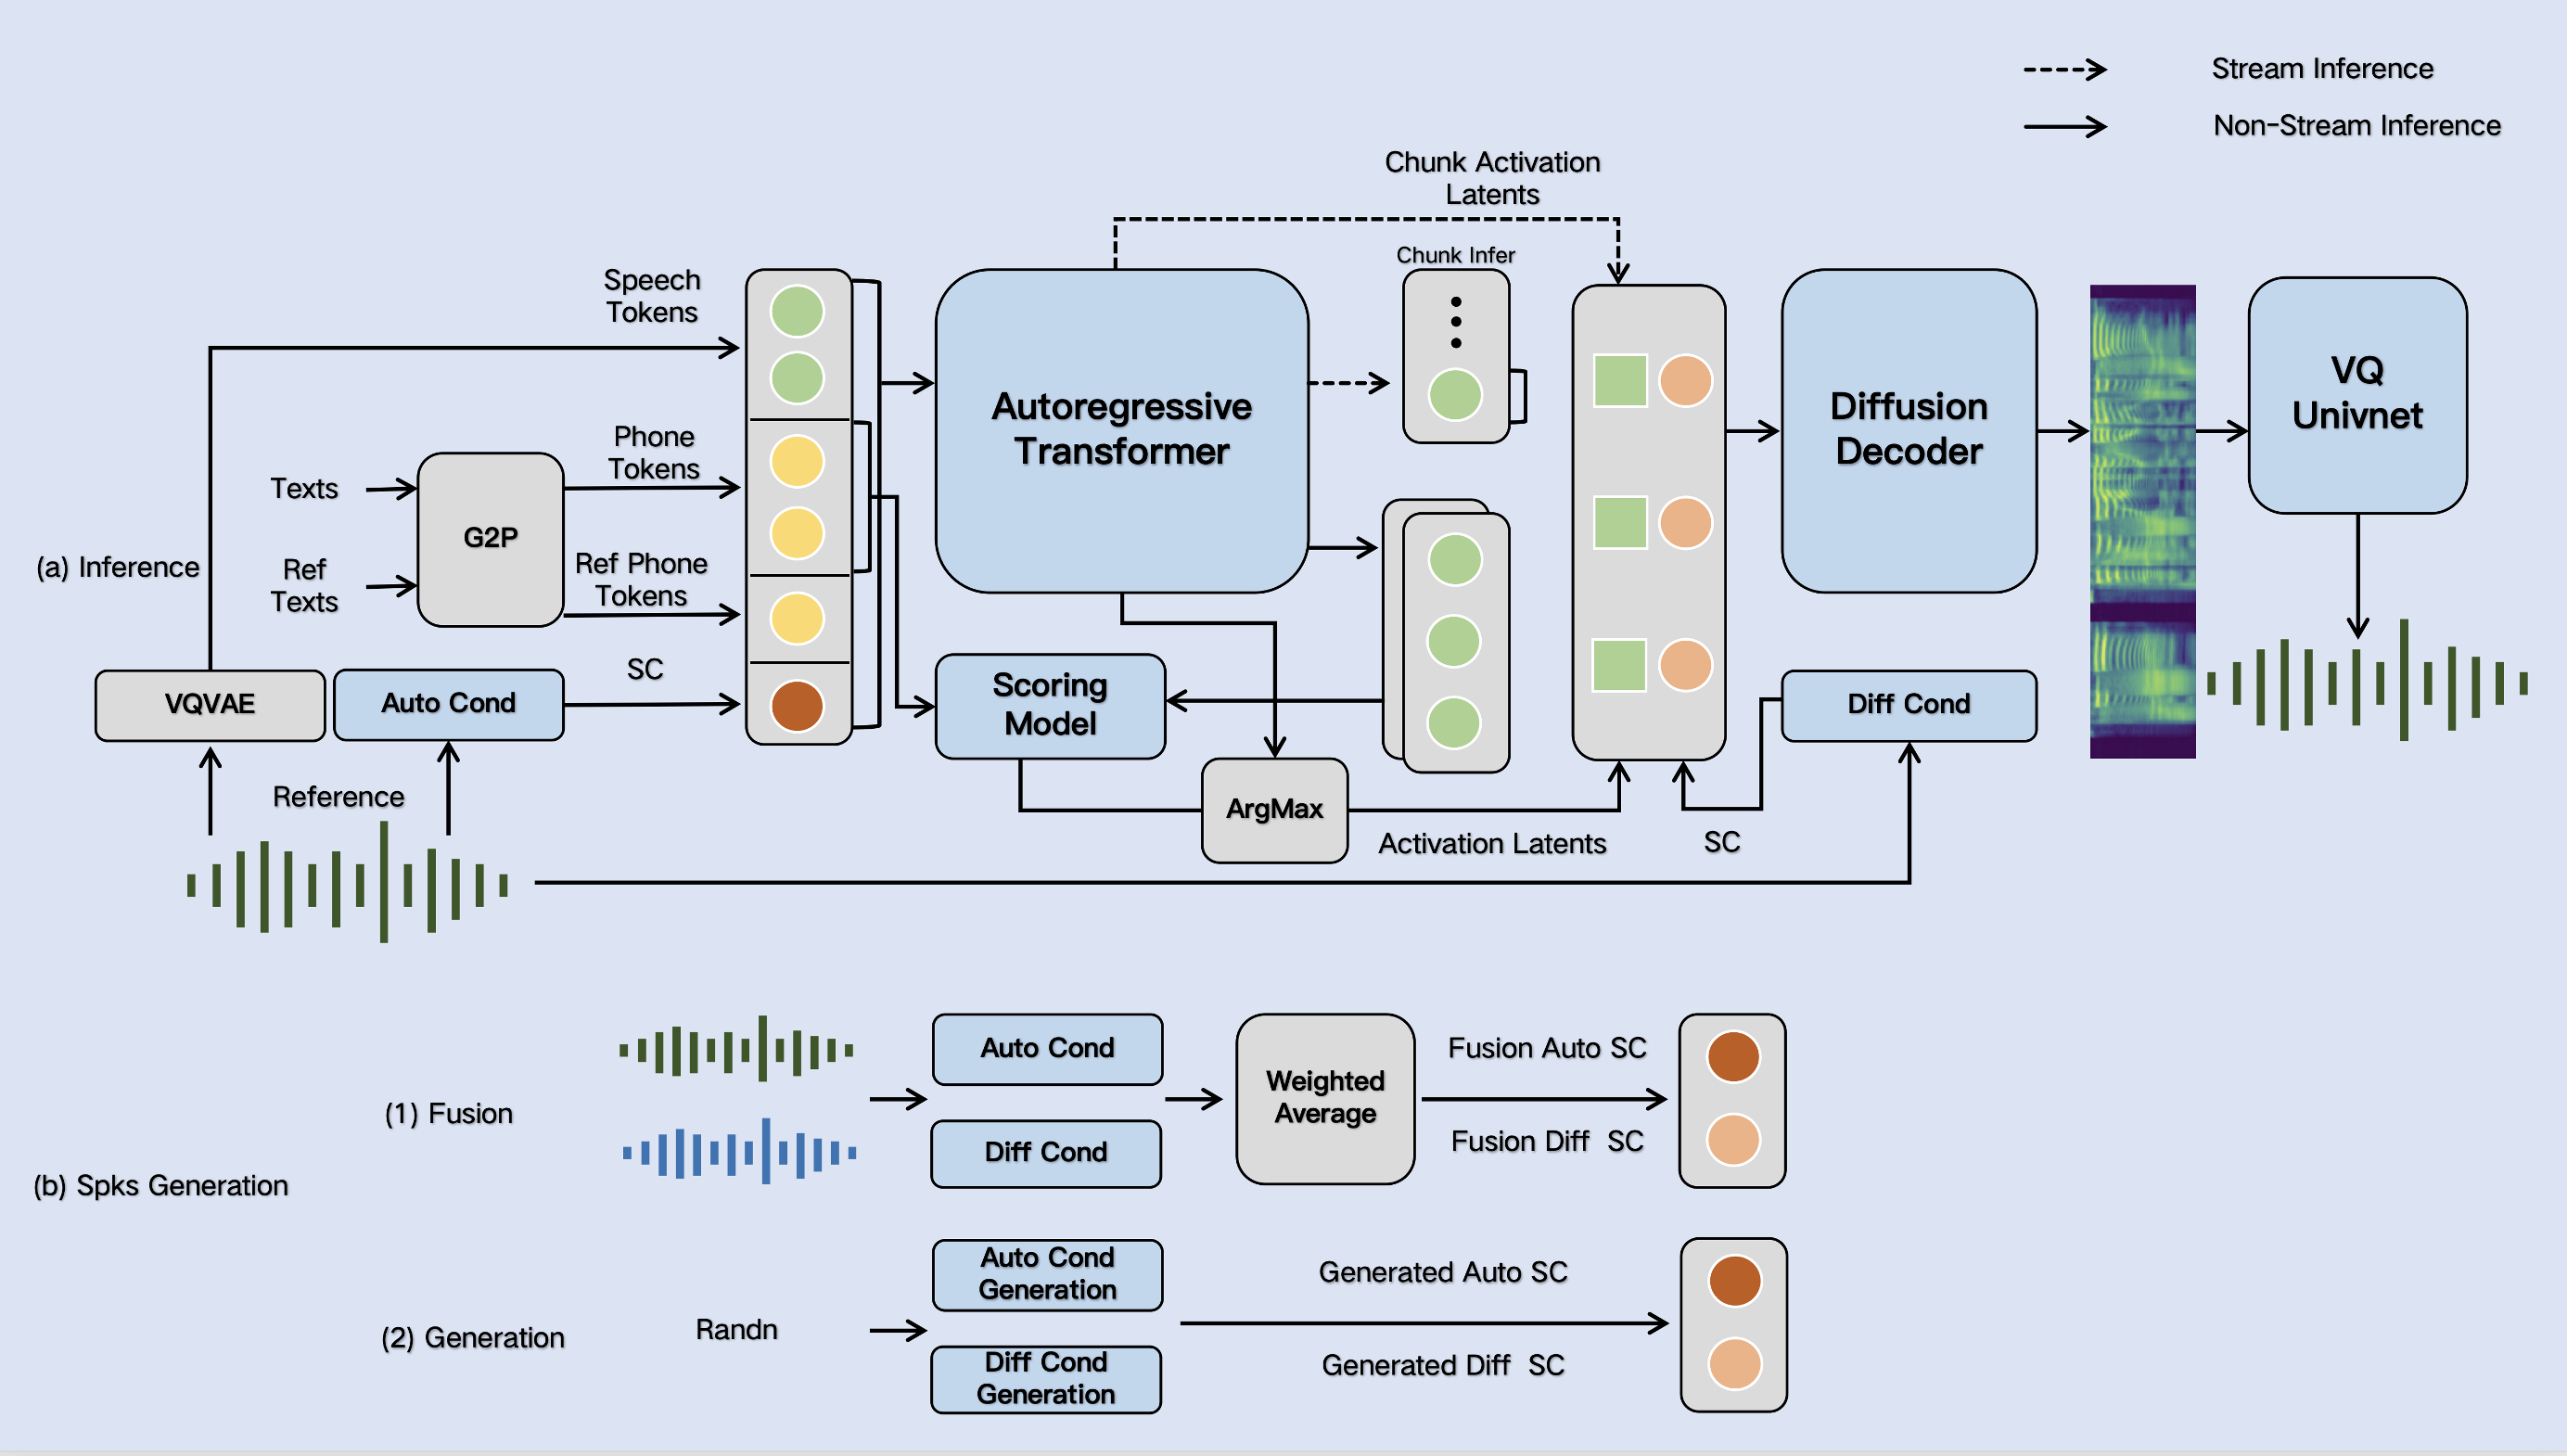 Stream Inference
Non-Stream Inference
Chunk Activation
Latents
Chunk Infer
Speech
Tokens
Phone
Tokens
Texts
G2P
Ref Phone
Tokens
Ref
Texts
(a) Inference
SC
VQVAE
Auto Cond
Reference
Autoregressive
Transformer
Scoring
Model
ArgMax
Activation Latents
SC
Diffusion
Decoder
Diff Cond
VQ
Univnet
(b) Spks Generation
(1) Fusion
Auto Cond
Diff Cond
Weighted
Average
Fusion Auto SC
Fusion Diff SC
(2) Generation
Randn
Auto Cond
Generation
Diff Cond
Generation
Generated Auto SC
Generated Diff SC